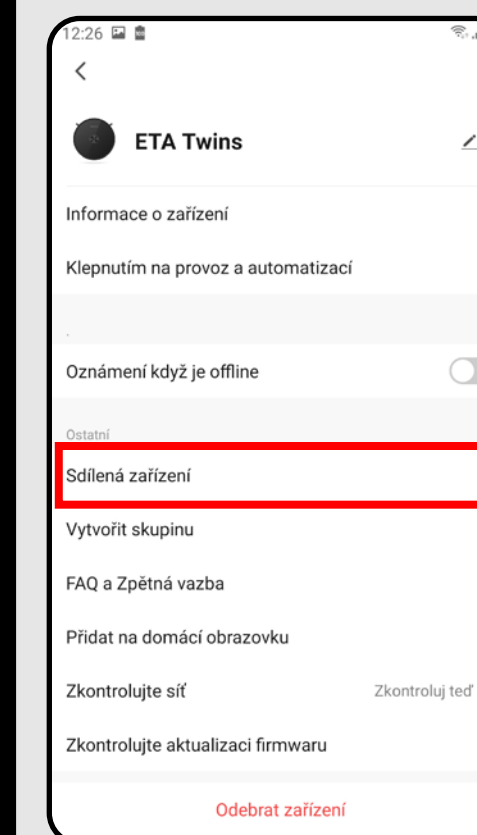 12:26
ETA Twins
Informace o zařízení
Klepnutím na provoz a automatizací
.
Oznámení když je offline
Ostatní
Sdílená zařízení
Vytvořit skupinu
FAQ a Zpětná vazba
Přidat na domácí obrazovku
Zkontrolujte síť Zkontroluj teď
Zkontrolujte aktualizaci firmwaru
Odebrat zařízení